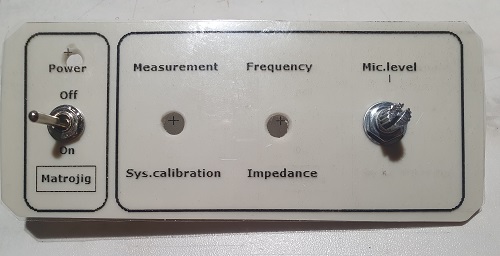 Power
Off
On
Matrojig
Measurement
Frequency
Mic.level
Sys.calibration
Impedance